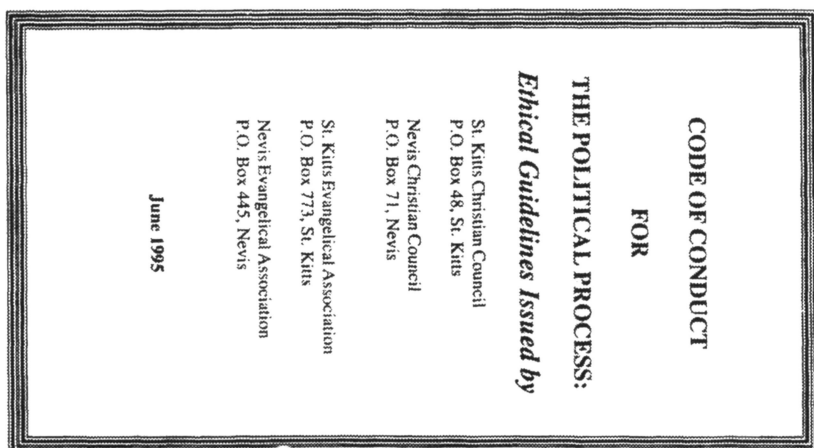 CODE OF CONDUCT
FOR
THE POLITICAL PROCESS:
Ethical Guidelines Issued by
St. Kitts Christian Council
P.O. Box 48, St. Kitts
Nevis Christian Council
P.O. Box 71, Nevis
St. Kitts Evangelical Association
P.O. Box 773, St. Kitts
Nevis Evangelical Association
P.O. Box 445, Nevis
June 1995